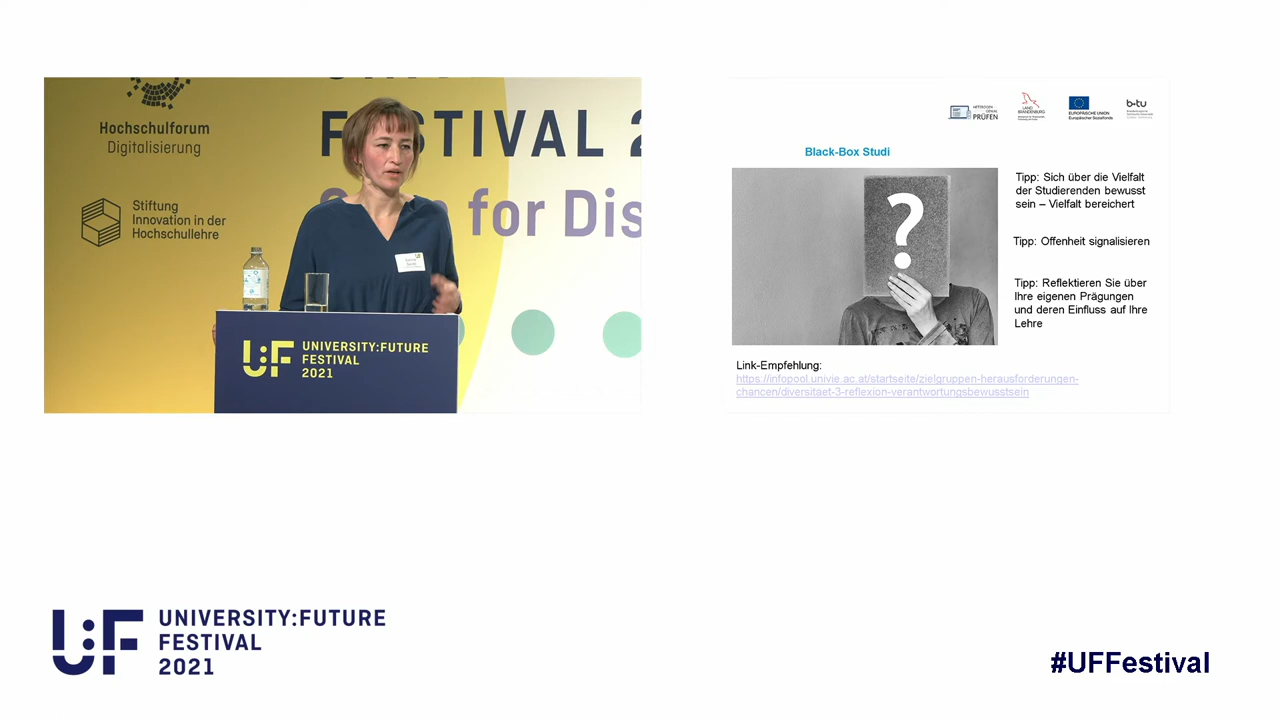 Hochschulforum
Digitalisierung
Stiftung
Innovation in der
Hochschullehre
FESTIVAL 2
for Dis
U:F UNIVERSITY:FUTURE
FESTIVAL
2021
PRÜFEN
LAND
BRANDENBURG
EUROPÄISCHE UNION
Europäischer Sozialfonds
b-tu
Black-Box Studi
?
Tipp: Sich über die Vielfalt
der Studierenden bewusst
sein – Vielfalt bereichert
Tipp: Offenheit signalisieren
Tipp: Reflektieren Sie über
Ihre eigenen Prägungen
und deren Einfluss auf Ihre
Lehre
Link-Empfehlung:
https://infopool.univie.ac.at/startseite/zielgruppen-herausforderungen-
chancen/diversitaet-3-reflexion-verantwortungsbewusstsein
U:F UNIVERSITY:FUTURE
FESTIVAL
2021
#UFFestival